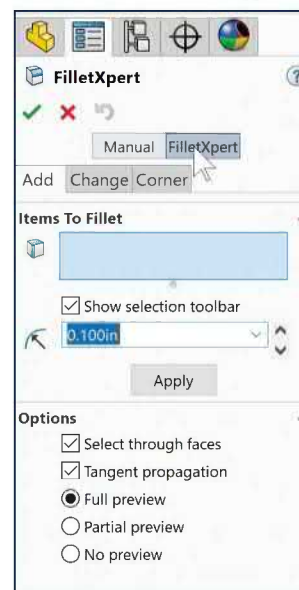 FilletXpert
Manual FilletXpert
Add Change Corner
Items To Fillet
Show selection toolbar
0.100in
Apply
Options
Select through faces
Tangent propagation
Full preview
Partial preview
No preview